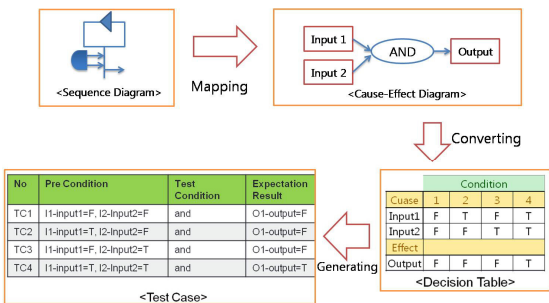 Input 1
AND
Output
Input 2
<Sequence Diagram>
Mapping
<Cause-Effect Diagram>
Converting
No Pre Condition Test Condition Expectation Result
TC1 I1-input1=F, I2-Input2=F and O1-output=F
TC2 I1-input1=T, I2-Input2=F and O1-output=F
TC3 I1-input1=F, I2-Input2=T and O1-output=F
TC4 I1-input1=T, I2-Input2=T and O1-output=T
<Test Case>
Generating
Condition
Cuase 1 2 3 4
Input1 F T F T
Input2 F F T T
Effect
Output F F F T
<Decision Table>